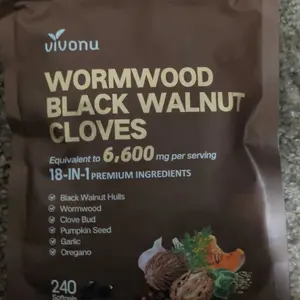 vivonu
WORMWOOD
BLACK WALNUT
CLOVES
Equivalent to 6,600 mg per serving
18-IN-1 PREMIUM INGREDIENTS
Black Walnut Hulls
Wormwood
Clove Bud
Pumpkin Seed
Garlic
Oregano
240
Softgels